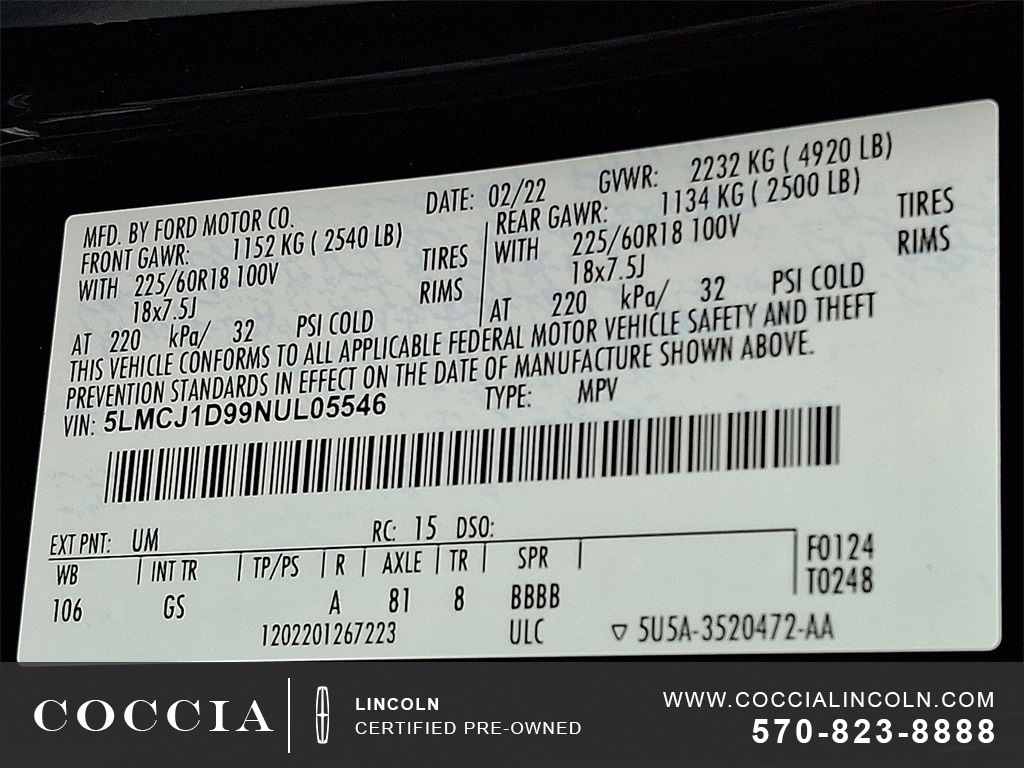 MFD. BY FORD MOTOR CO. DATE: 02/22 GVWR: 2232 KG ( 4920 LB)
FRONT GAWR: 1152 KG ( 2540 LB)
WITH 225/60R18 100V TIRES
18x7.5J RIMS
AT 220 kPa/ 32 PSI COLD
REAR GAWR: 1134 KG ( 2500 LB)
WITH 225/60R18 100V TIRES
18x7.5J RIMS
AT 220 kPa/ 32 PSI COLD
THIS VEHICLE CONFORMS TO ALL APPLICABLE FEDERAL MOTOR VEHICLE SAFETY AND THEFT
PREVENTION STANDARDS IN EFFECT ON THE DATE OF MANUFACTURE SHOWN ABOVE.
VIN: 5LMCJ1D99NUL05546 TYPE: MPV
EXT PNT: UM RC: 15 DSO:
WB INT TR TP/PS R AXLE TR SPR F0124
T0248
106 GS A 81 8 BBBB
1202201267223 ULC ▽ 5U5A-3520472-AA
COCCIA
LINCOLN
CERTIFIED PRE-OWNED
WWW.COCCIALINCOLN.COM
570-823-8888